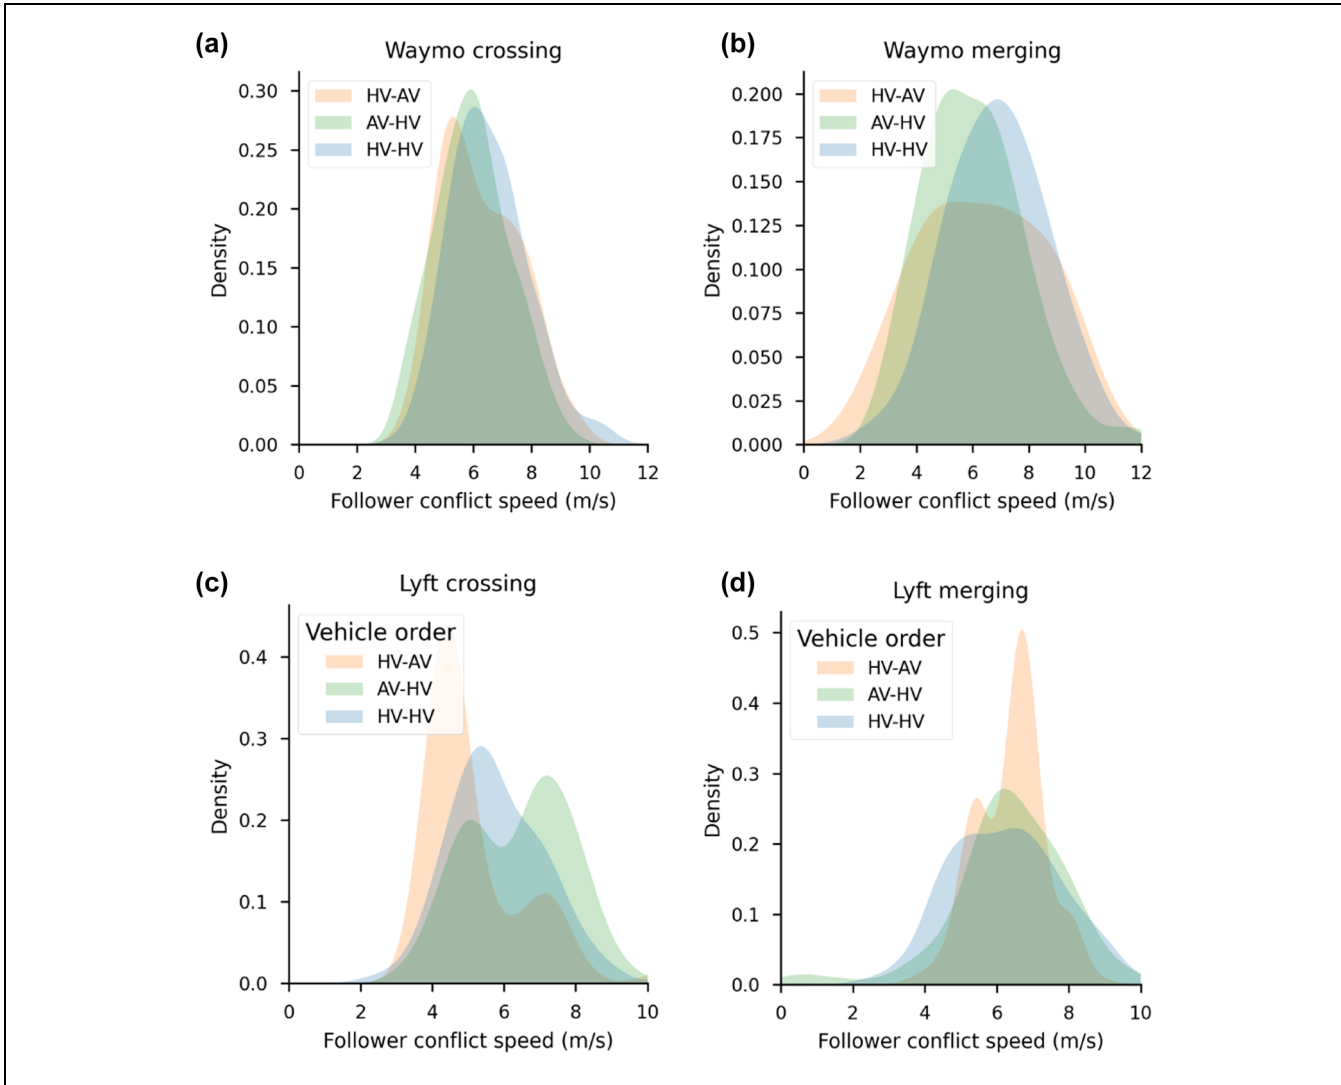 (a)
Waymo crossing
HV-AV
AV-HV
HV-HV
0.30
0.25
0.20
0.15
0.10
0.05
0.00
Density
0 2 4 6 8 10 12
Follower conflict speed (m/s)
(b)
Waymo merging
HV-AV
AV-HV
HV-HV
0.200
0.175
0.150
0.125
0.100
0.075
0.050
0.025
0.000
Density
0 2 4 6 8 10 12
Follower conflict speed (m/s)
(c)
Lyft crossing
Vehicle order
HV-AV
AV-HV
HV-HV
0.4
0.3
0.2
0.1
0.0
Density
0 2 4 6 8 10
Follower conflict speed (m/s)
(d)
Lyft merging
Vehicle order
HV-AV
AV-HV
HV-HV
0.5
0.4
0.3
0.2
0.1
0.0
Density
0 2 4 6 8 10
Follower conflict speed (m/s)